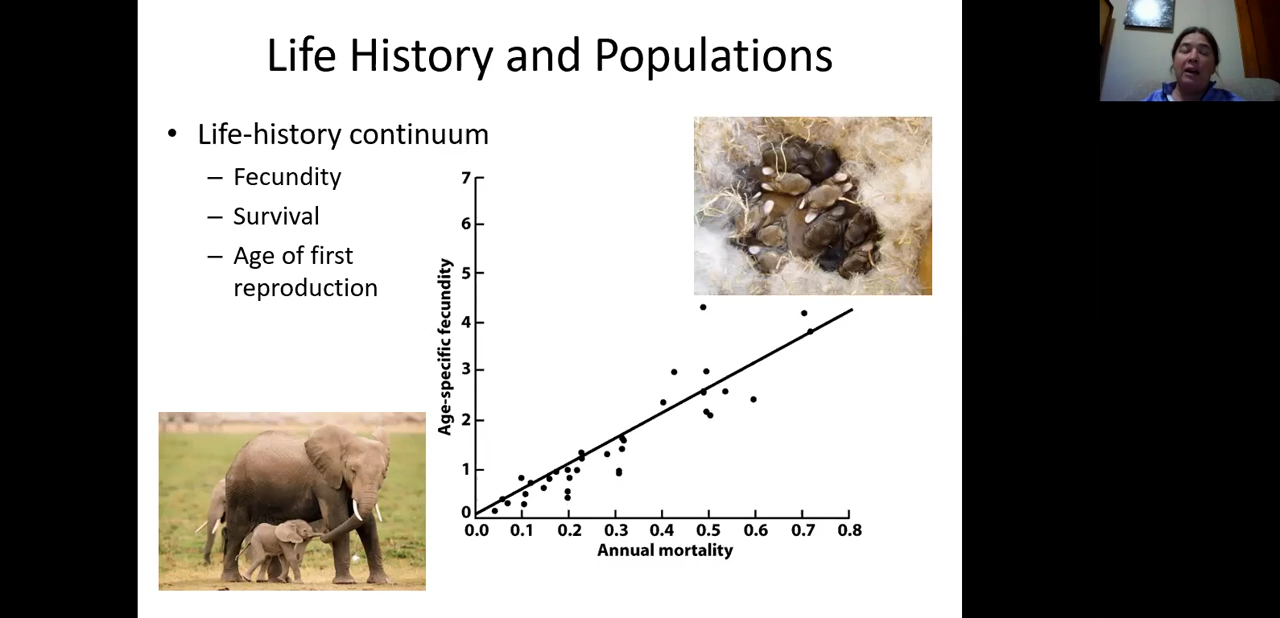 Life History and Populations
• Life-history continuum
– Fecundity
– Survival
– Age of first
reproduction
Age-specific fecundity
7
6
5
4
3
2
1
0
0.0 0.1 0.2 0.3 0.4 0.5 0.6 0.7 0.8
Annual mortality